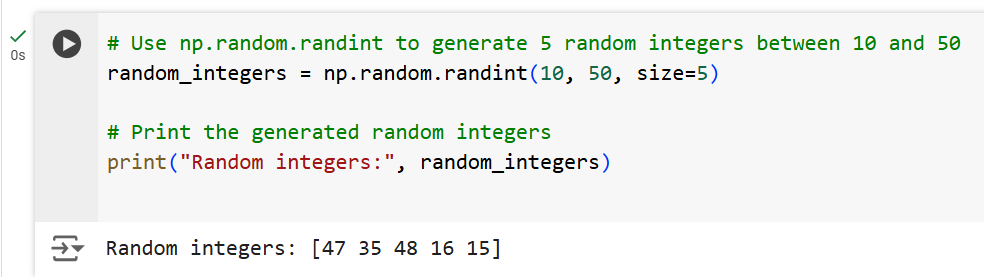 # Use np.random.randint to generate 5 random integers between 10 and 50
0s
random_integers = np.random.randint(10, 50, size=5)
# Print the generated random integers
print("Random integers:", random_integers)
Random integers: [47 35 48 16 15]